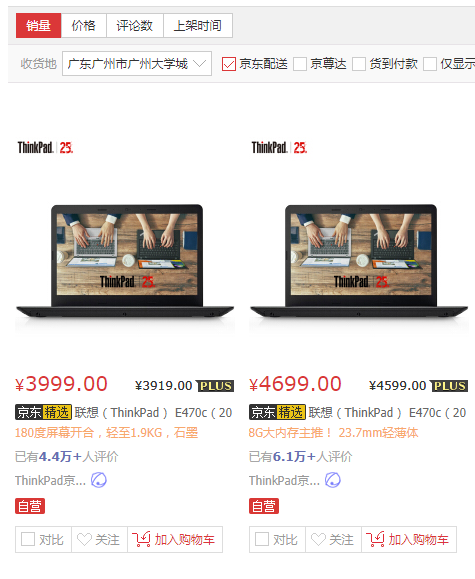 销量 价格 评论数 上架时间
收货地 广东广州市广州大学城 京东配送 京尊达 货到付款 仅显示
ThinkPad 25. ThinkPad 25.
ThinkPad 25. ThinkPad 25.
¥3999.00 ¥3919.00 PLUS ¥4699.00 ¥4599.00 PLUS
京东精选 联想（ThinkPad） E470c（20 京东精选 联想（ThinkPad） E470c（20
180度屏幕开合，轻至1.9KG，石墨 8G大内存主推！ 23.7mm轻薄体
已有4.4万+人评价 已有6.1万+人评价
ThinkPad京... ThinkPad京...
自营 自营
对比 关注 加入购物车 对比 关注 加入购物车